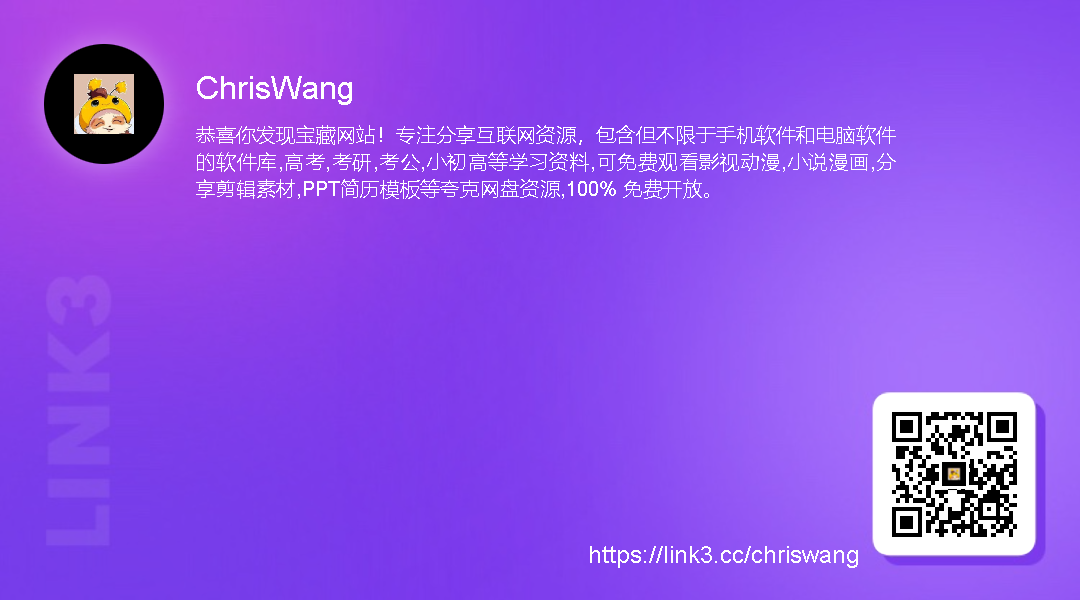 ChrisWang
恭喜你发现宝藏网站！专注分享互联网资源，包含但不限于手机软件和电脑软件
的软件库,高考,考研,考公,小初高等学习资料,可免费观看影视动漫,小说漫画,分
享剪辑素材,PPT简历模板等夸克网盘资源,100% 免费开放。
LINK3
https://link3.cc/chriswang